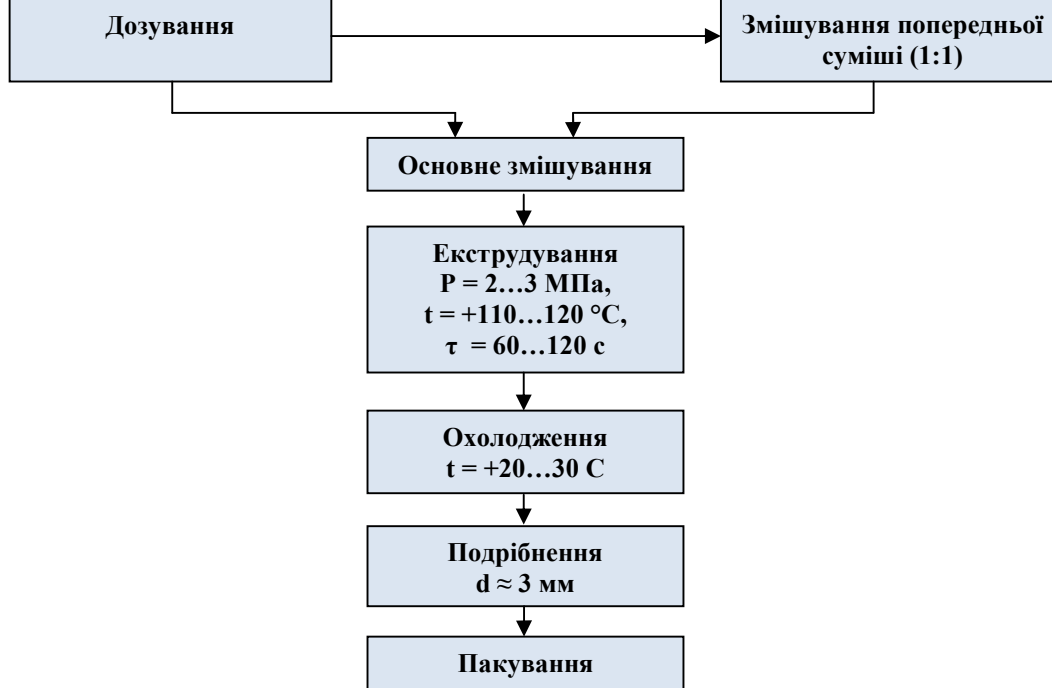 Дозування
Змішування попередньої
суміші (1:1)
Основне змішування
Екструдування
P = 2…3 МПа,
t = +110…120 °C,
τ = 60…120 с
Охолодження
t = +20…30 C
Подрібнення
d ≈ 3 мм
Пакування